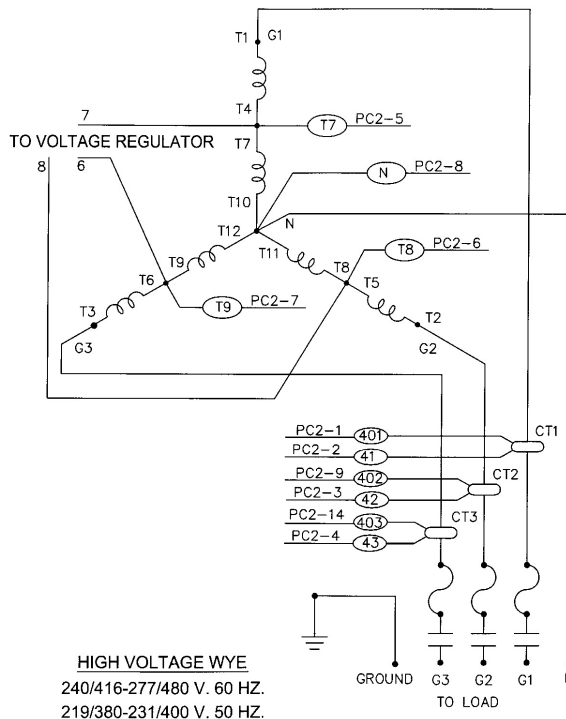 T1 G1
T4
7
T7 PC2-5
TO VOLTAGE REGULATOR
T7
8 6
N PC2-8
T10
N
T12
T11
T8 PC2-6
T9
T6
T8
T5
T9 PC2-7
T3
T2
G3
G2
PC2-1 401
CT1
PC2-2 41
PC2-9 402
CT2
PC2-3 42
PC2-14 403
CT3
PC2-4 43
HIGH VOLTAGE WYE
GROUND G3 G2 G1
240/416-277/480 V. 60 HZ.
TO LOAD
219/380-231/400 V. 50 HZ.